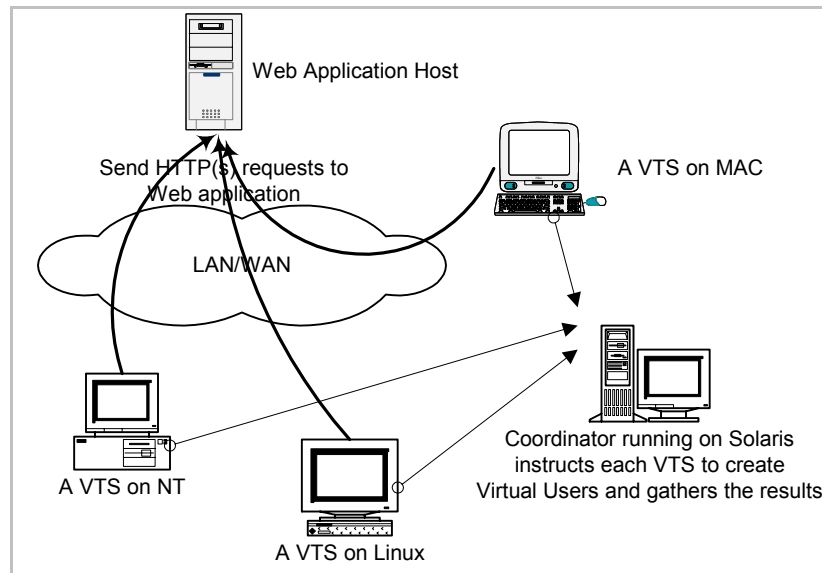 Web Application Host
Send HTTP(s) requests to
Web application
A VTS on MAC
LAN/WAN
Coordinator running on Solaris
instructs each VTS to create
Virtual Users and gathers the results
A VTS on NT
A VTS on Linux